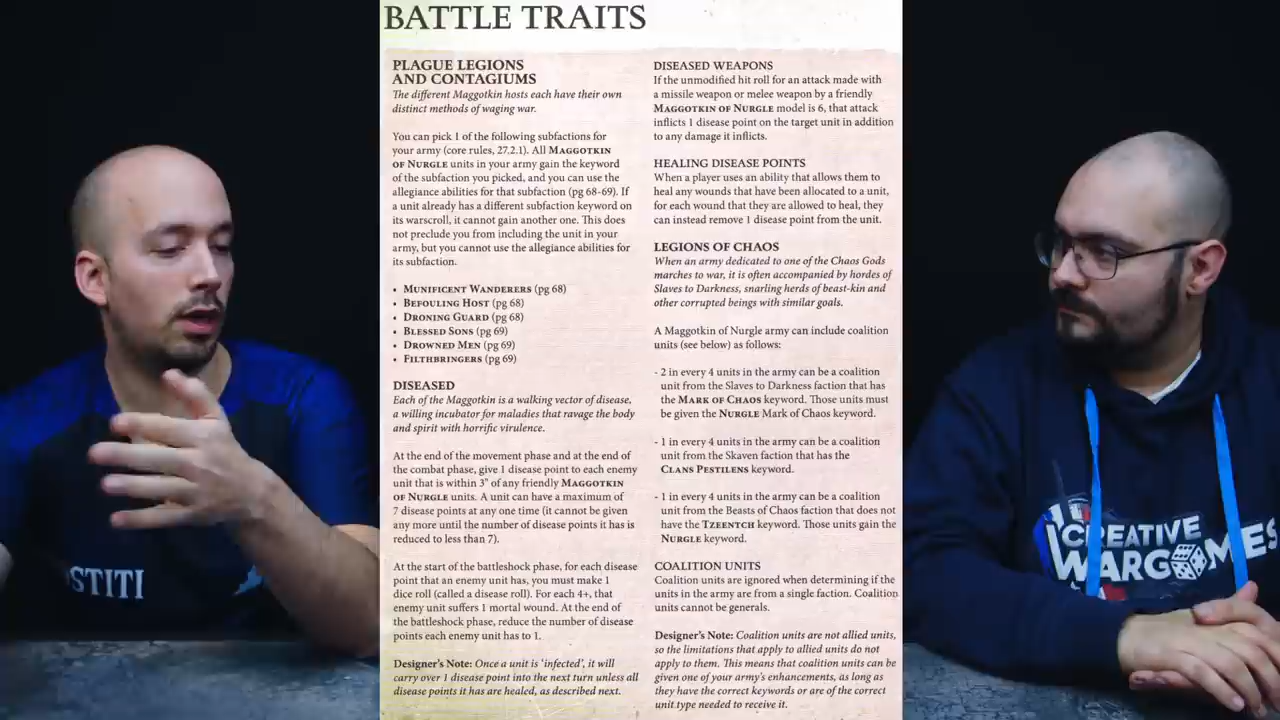 BATTLE TRAITS
PLAGUE LEGIONS
AND CONTAGIUMS
The different Maggotkin hosts each have their own
distinct methods of waging war.
You can pick 1 of the following subfactions for
your army (core rules, 27.2.1). All MAGGOTKIN
OF NURGLE units in your army gain the keyword
of the subfaction you picked, and you can use the
allegiance abilities for that subfaction (pg 68-69). If
a unit already has a different subfaction keyword on
its warscroll, it cannot gain another one. This does
not preclude you from including the unit in your
army, but you cannot use the allegiance abilities for
its subfaction.
• MUNIFICENT WANDERERS (pg 68)
• BEFOULING HOST (pg 68)
• DRONING GUARD (pg 68)
• BLESSED SONS (pg 69)
• DROWNED MEN (pg 69)
• FILTHBRINGERS (pg 69)
DISEASED
Each of the Maggotkin is a walking vector of disease,
a willing incubator for maladies that ravage the body
and spirit with horrific virulence.
At the end of the movement phase and at the end of
the combat phase, give 1 disease point to each enemy
unit that is within 3" of any friendly MAGGOTKIN
OF NURGLE units. A unit can have a maximum of
7 disease points at any one time (it cannot be given
any more until the number of disease points it has is
reduced to less than 7).
At the start of the battleshock phase, for each disease
point that an enemy unit has, you must make 1
dice roll (called a disease roll). For each 4+, that
enemy unit suffers 1 mortal wound. At the end of
the battleshock phase, reduce the number of disease
points each enemy unit has to 1.
Designer's Note: Once a unit is 'infected', it will
carry over 1 disease point into the next turn unless all
disease points it has are healed, as described next.
DISEASED WEAPONS
If the unmodified hit roll for an attack made with
a missile weapon or melee weapon by a friendly
MAGGOTKIN OF NURGLE model is 6, that attack
inflicts 1 disease point on the target unit in addition
to any damage it inflicts.
HEALING DISEASE POINTS
When a player uses an ability that allows them to
heal any wounds that have been allocated to a unit,
for each wound that they are allowed to heal, they
can instead remove 1 disease point from the unit.
LEGIONS OF CHAOS
When an army dedicated to one of the Chaos Gods
marches to war, it is often accompanied by hordes of
Slaves to Darkness, snarling herds of beast-kin and
other corrupted beings with similar goals.
A Maggotkin of Nurgle army can include coalition
units (see below) as follows:
- 2 in every 4 units in the army can be a coalition
unit from the Slaves to Darkness faction that has
the MARK OF CHAOS keyword. Those units must
be given the NURGLE Mark of Chaos keyword.
- 1 in every 4 units in the army can be a coalition
unit from the Skaven faction that has the
CLANS PESTILENS keyword.
- 1 in every 4 units in the army can be a coalition
unit from the Beasts of Chaos faction that does not
have the TZEENTCH keyword. Those units gain the
NURGLE keyword.
COALITION UNITS
Coalition units are ignored when determining if the
units in the army are from a single faction. Coalition
units cannot be generals.
Designer's Note: Coalition units are not allied units,
so the limitations that apply to allied units do not
apply to them. This means that coalition units can be
given one of your army's enhancements, as long as
they have the correct keywords or are of the correct
unit type needed to receive it.
STITI
CREATIVE
WARGAMES